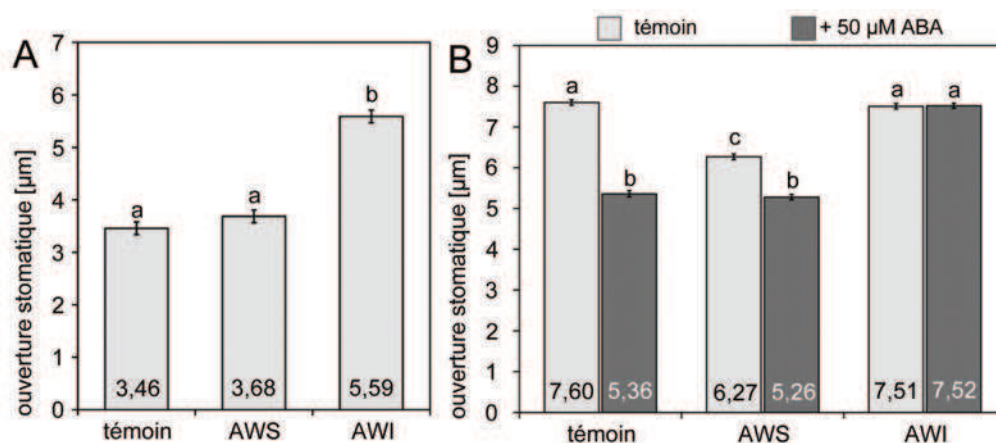 A
ouverture stomatique [µm]
7
6
5
4
3
2
1
0
a
a
b
3,46
3,68
5,59
témoin
AWS
AWI
témoin
+ 50 µM ABA
B
ouverture stomatique [µm]
9
8
7
6
5
4
3
2
1
0
a
b
c
b
a
a
7,60
5,36
6,27
5,26
7,51
7,52
témoin
AWS
AWI